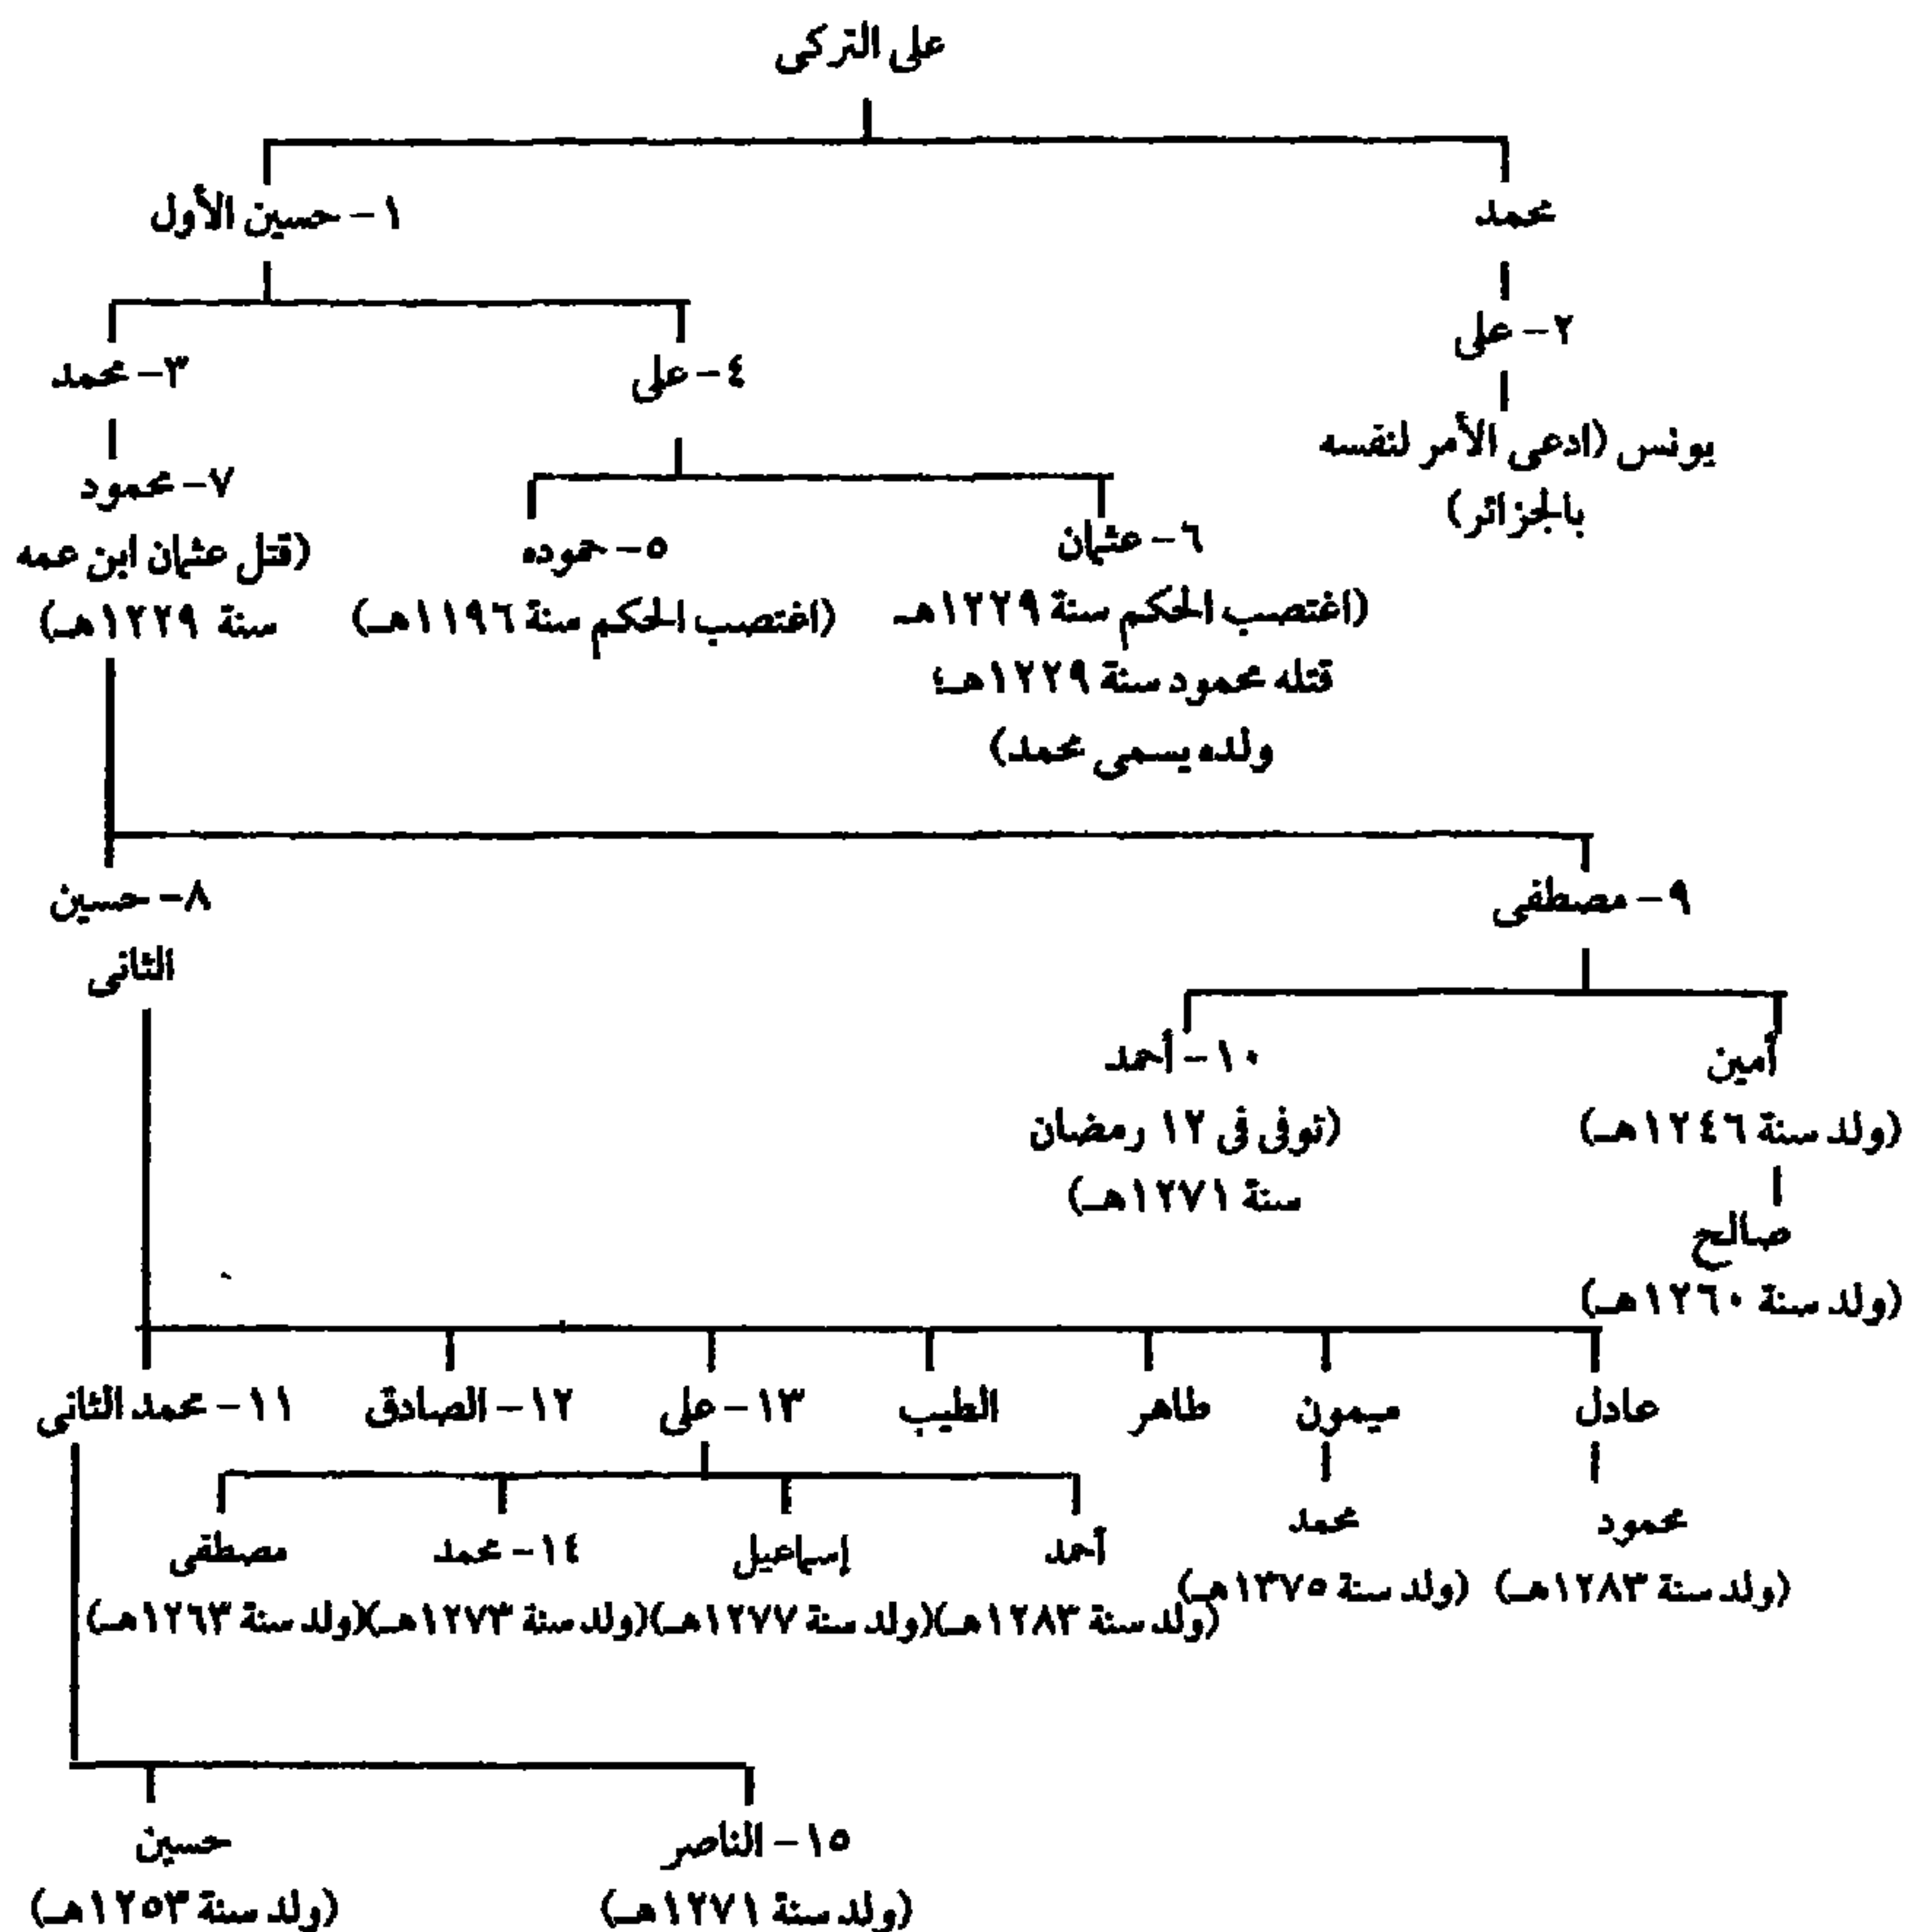 على التركى
محمد
١- حسين الأول
٢- على
٤- على
٣- محمد
يونس (ادعى الأمر لنفسه
بالجزائر)
٦- عثمان
(اغتصب الحكم سنة ١٢٢٩هـ
قتله محمود سنة ١٢٢٩هـ؛
ولده يسمى محمد)
٥- حموده
(اغتصب الحكم سنة ١١٩٦هـ)
٧- محمود
(قتل عثمان ابن عمه
سنة ١٢٢٩هـ)
٩- مصطفى
٨- حسين
الثانى
أمين
(ولد سنة ١٢٤٦هـ)
صالح
(ولد سنة ١٢٦٠هـ)
١٠- أحمد
(توفى فى ١٢ رمضان
سنة ١٢٧١هـ)
عادل
ميمون
طاهر
الطيب
١٣- على
١٢- الصادق
١١- محمد الثانى
محمود
(ولد سنة ١٢٨٣هـ)
محمد
(ولد سنة ١٢٧٥هـ)
أحمد
(ولد سنة ١٢٨٣هـ)
إسماعيل
(ولد سنة ١٢٧٧هـ)
١٤- محمد
(ولد سنة ١٢٧٣هـ)
مصطفى
(ولد سنة ١٢٦٣هـ)
١٥- الناصر
(ولد سنة ١٢٧١هـ)
حسين
(ولد سنة ١٢٥٣هـ)